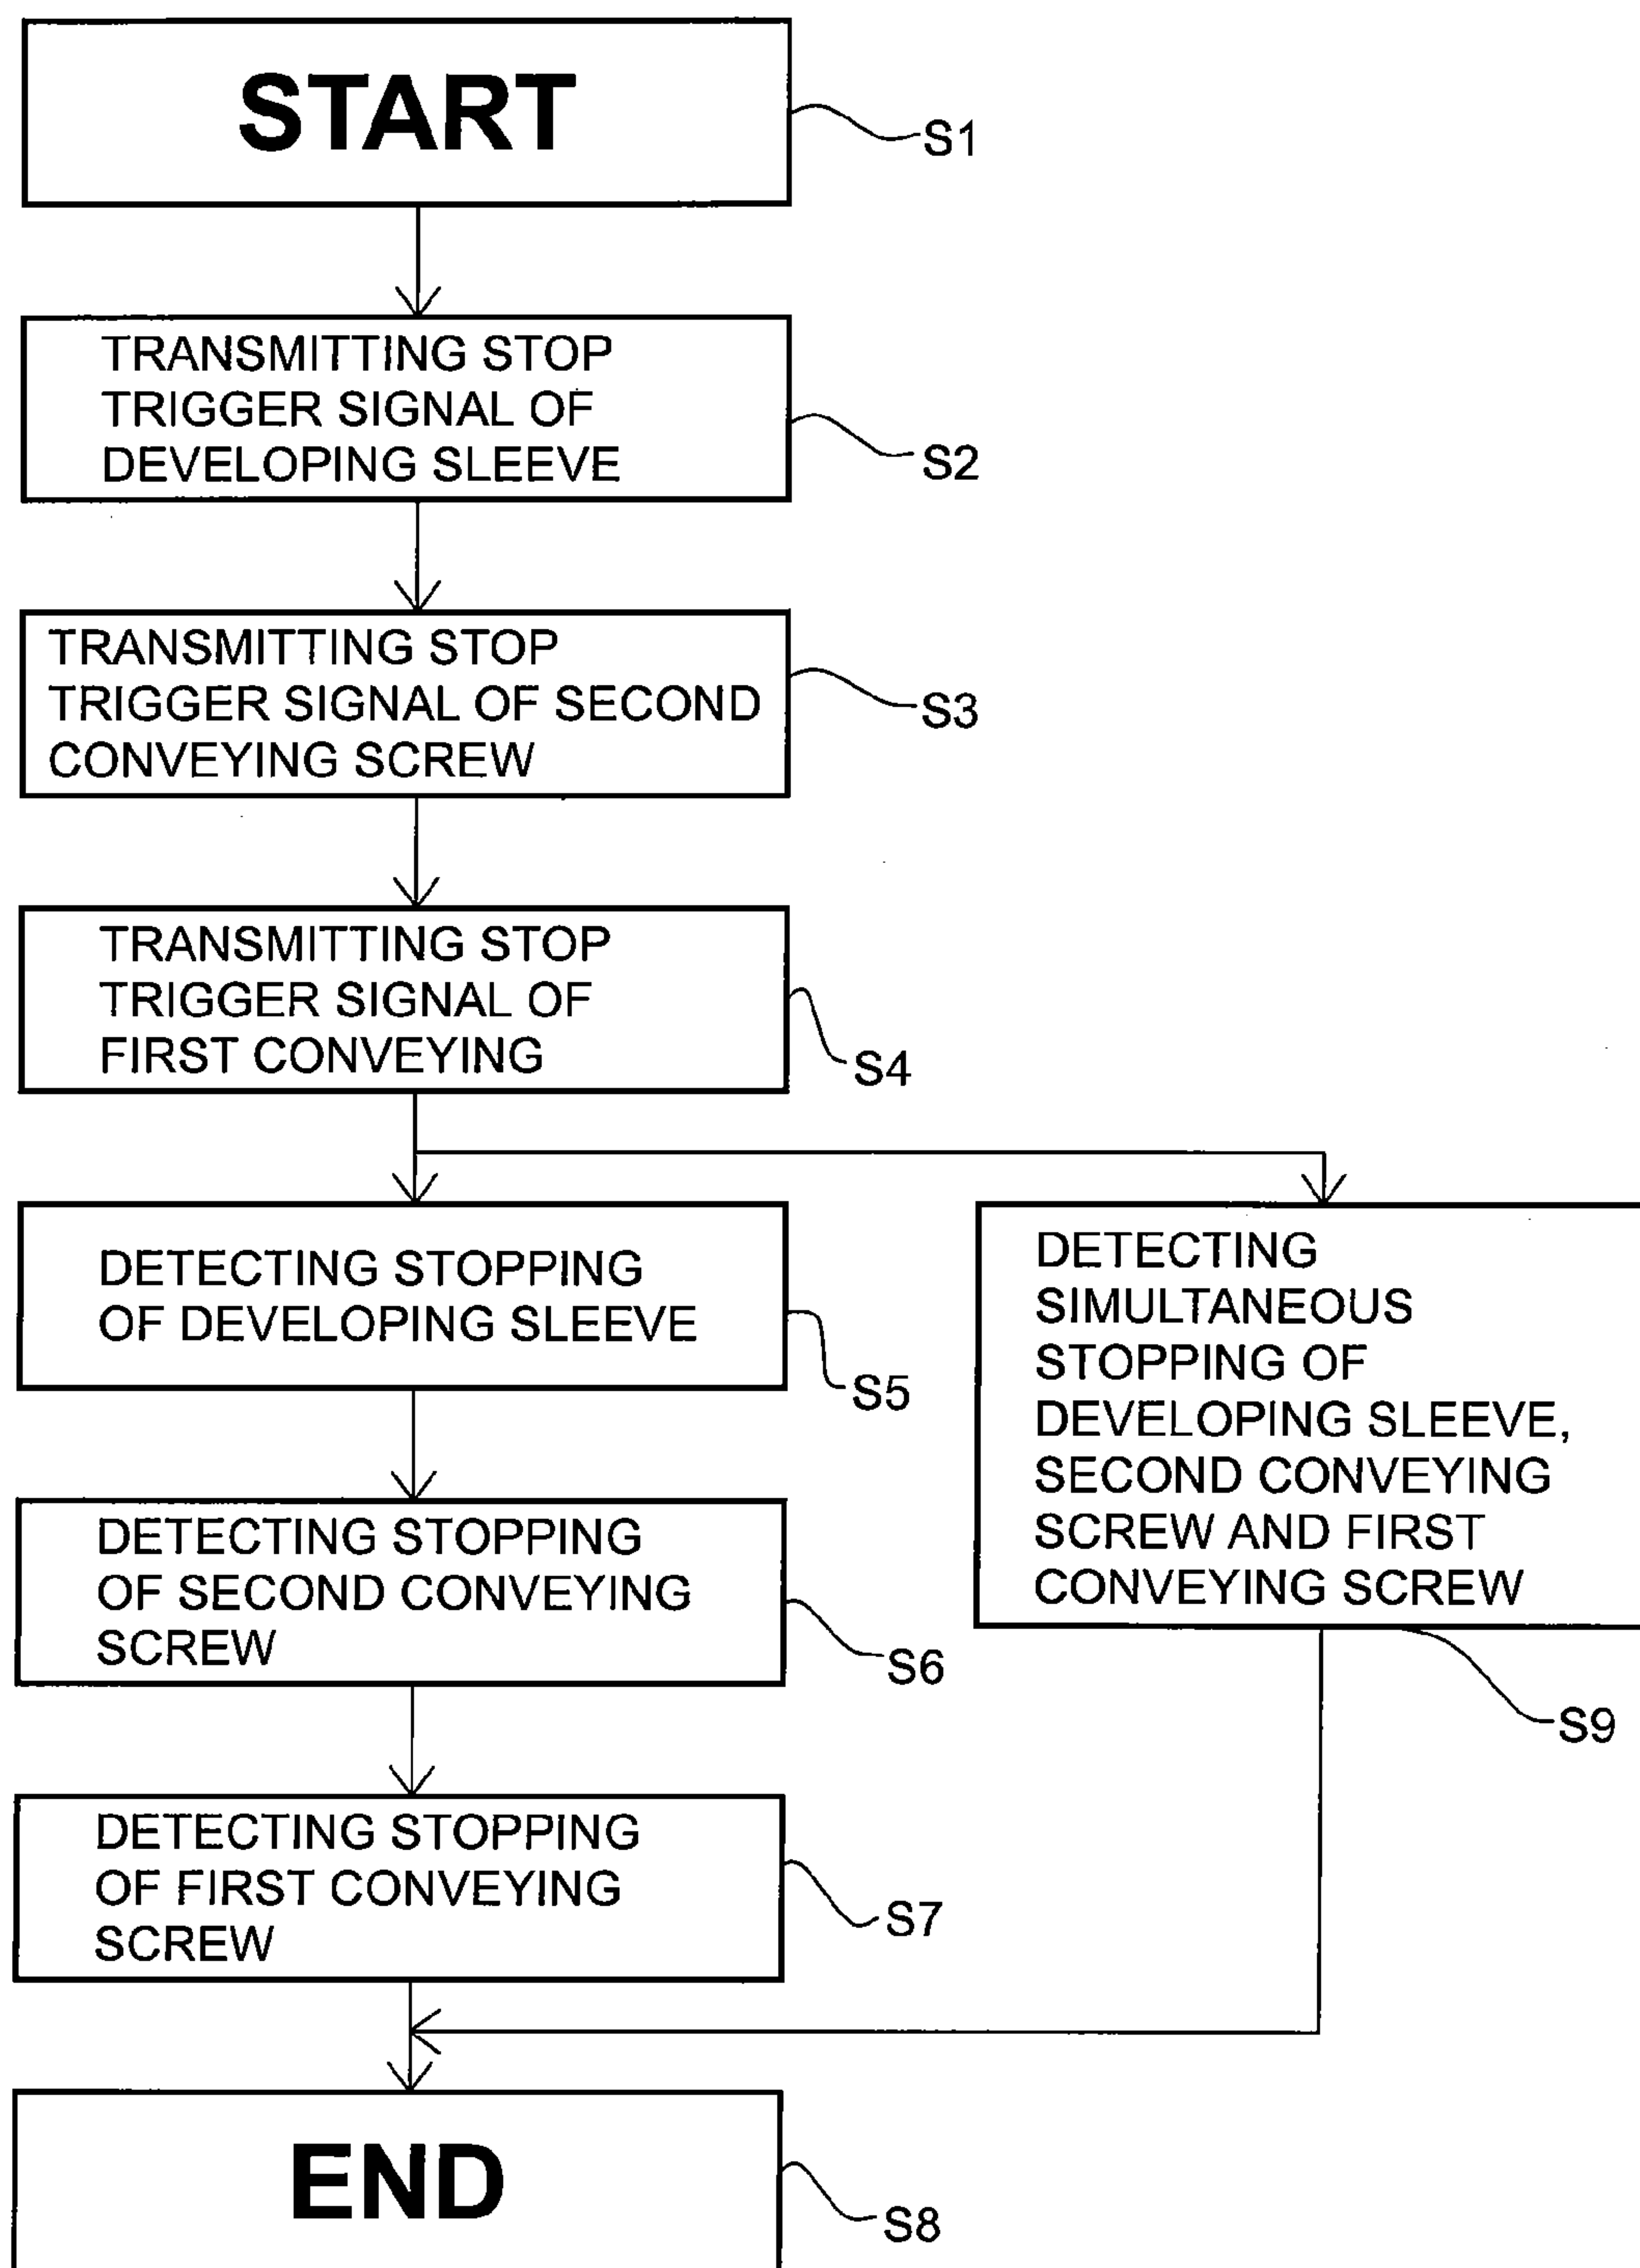 START
S1
TRANSMITTING STOP
TRIGGER SIGNAL OF
DEVELOPING SLEEVE
S2
TRANSMITTING STOP
TRIGGER SIGNAL OF SECOND
CONVEYING SCREW
S3
TRANSMITTING STOP
TRIGGER SIGNAL OF
FIRST CONVEYING
S4
DETECTING STOPPING
OF DEVELOPING SLEEVE
S5
DETECTING STOPPING
OF SECOND CONVEYING
SCREW
S6
DETECTING STOPPING
OF FIRST CONVEYING
SCREW
S7
DETECTING
SIMULTANEOUS
STOPPING OF
DEVELOPING SLEEVE,
SECOND CONVEYING
SCREW AND FIRST
CONVEYING SCREW
S9
END
S8